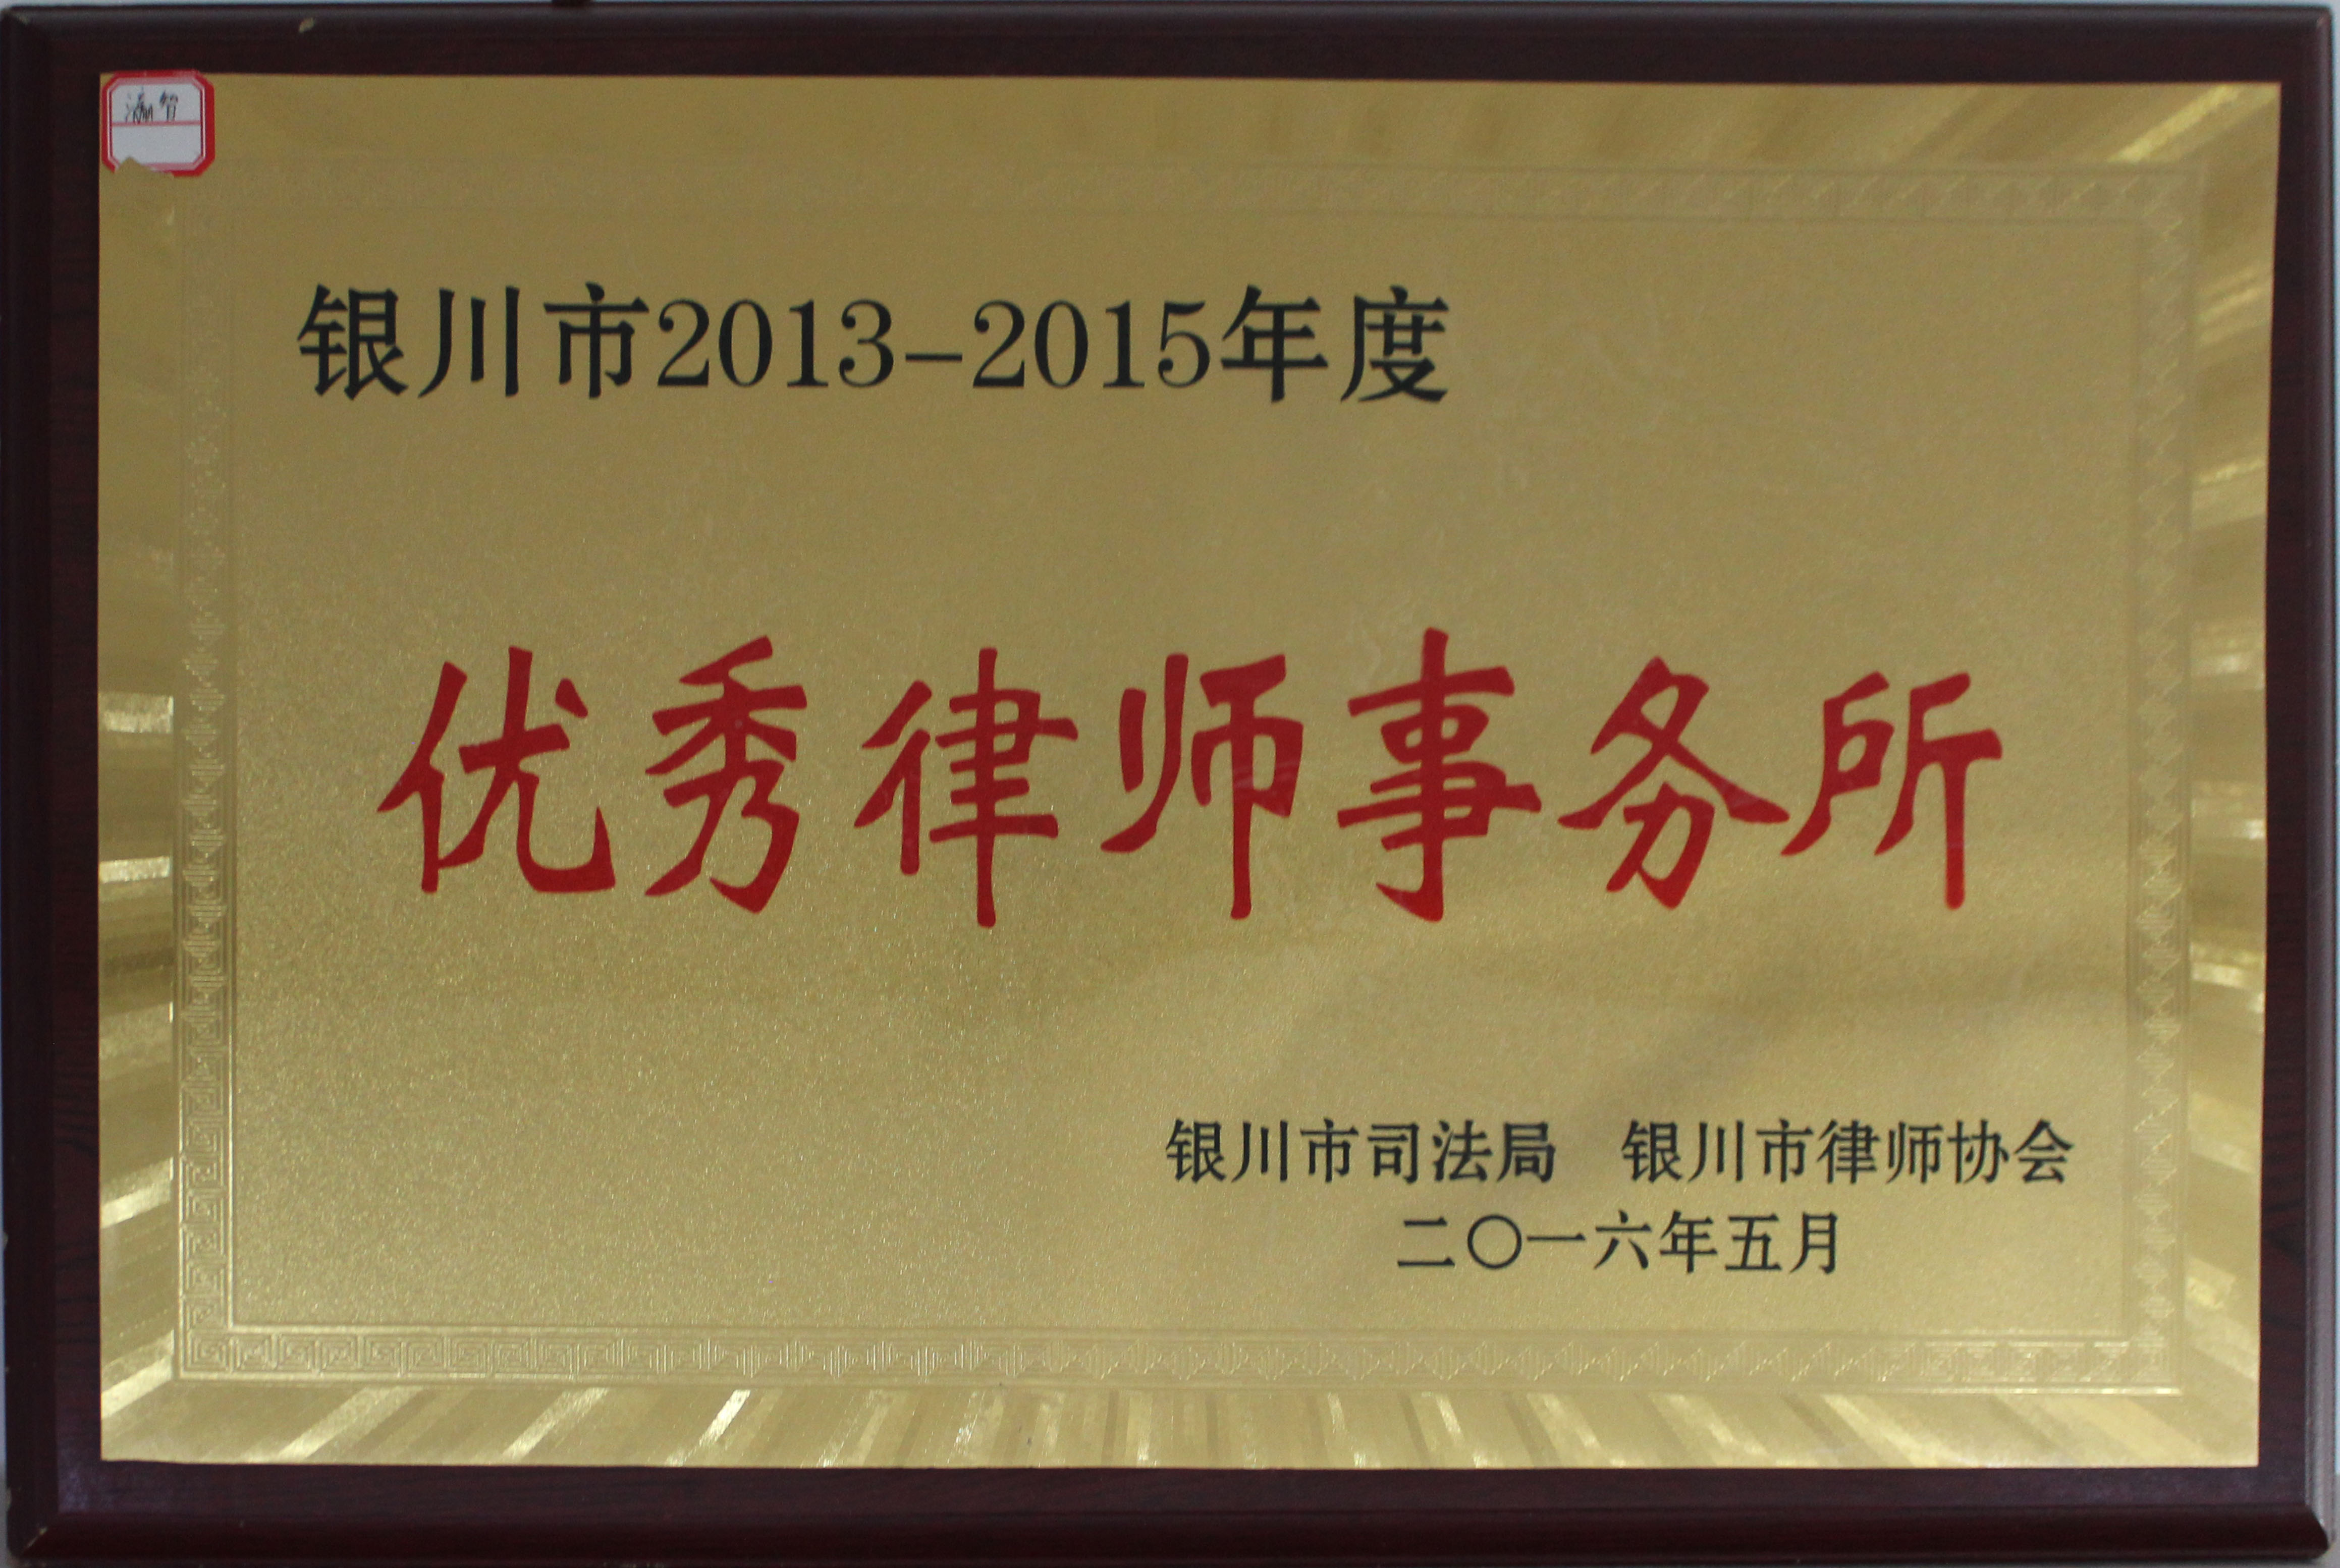 银川市2013-2015年度
优秀律师事务所
银川市司法局 银川市律师协会
二〇一六年五月